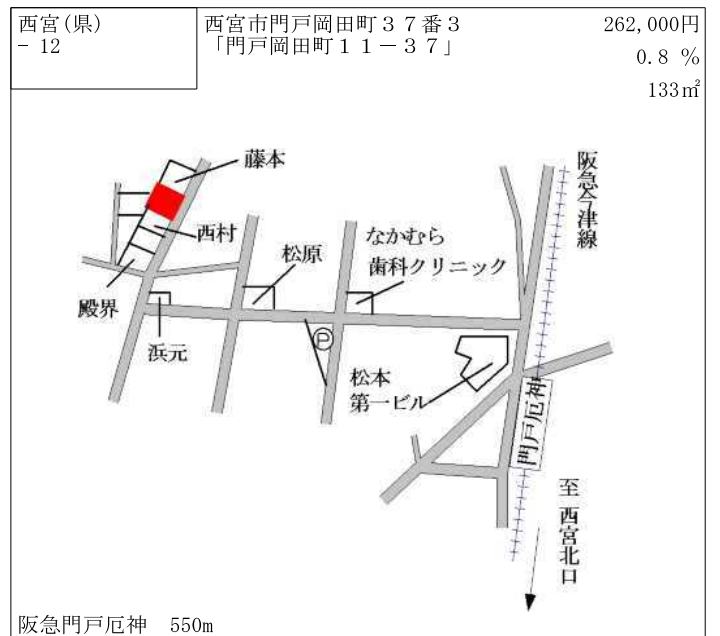 西宮(県)
－12
西宮市門戸岡田町３７番３
「門戸岡田町１１－３７」
262,000円
0.8 %
133㎡
藤本
西村
殿界
浜元
松原
なかむら
歯科クリニック
Ｐ
松本
第一ビル
阪急今津線
門戸厄神
至 西宮北口
阪急門戸厄神　550m